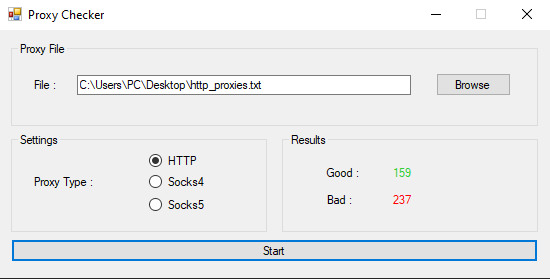 Proxy Checker
Proxy File
File : C:\Users\PC\Desktop\http_proxies.txt Browse
Settings
HTTP
Proxy Type : Socks4
Socks5
Results
Good : 159
Bad : 237
Start